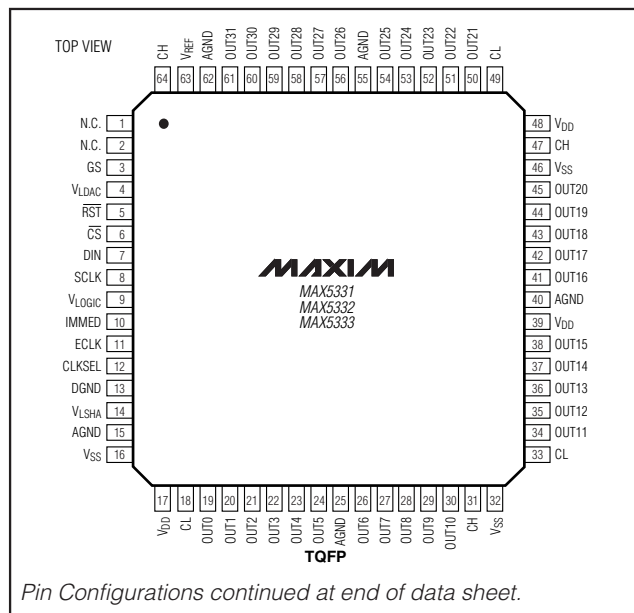 TOP VIEW
CH
VREF
AGND
OUT31
OUT30
OUT29
OUT28
OUT27
OUT26
AGND
OUT25
OUT24
OUT23
OUT22
OUT21
CL
64 63 62 61 60 59 58 57 56 55 54 53 52 51 50 49
N.C. 1
N.C. 2
GS 3
VLDAC 4
RST 5
CS 6
DIN 7
SCLK 8
VLOGIC 9
IMMED 10
ECLK 11
CLKSEL 12
DGND 13
VLSHA 14
AGND 15
VSS 16
MAXIM
MAX5331
MAX5332
MAX5333
48 VDD
47 CH
46 VSS
45 OUT20
44 OUT19
43 OUT18
42 OUT17
41 OUT16
40 AGND
39 VDD
38 OUT15
37 OUT14
36 OUT13
35 OUT12
34 OUT11
33 CL
17 18 19 20 21 22 23 24 25 26 27 28 29 30 31 32
VDD
CL
OUT0
OUT1
OUT2
OUT3
OUT4
OUT5
AGND
OUT6
OUT7
OUT8
OUT9
OUT10
CH
VSS
TQFP
Pin Configurations continued at end of data sheet.